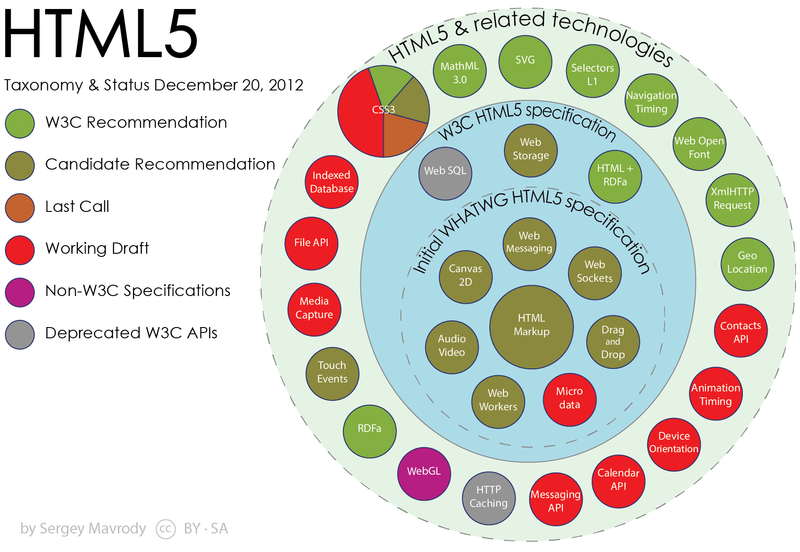 HTML5
Taxonomy & Status December 20, 2012
W3C Recommendation
Candidate Recommendation
Last Call
Working Draft
Non-W3C Specifications
Deprecated W3C APIs
HTML5 & related technologies
CSS3
MathML
3.0
SVG
Selectors
L1
Navigation
Timing
Web Open
Font
XmlHTTP
Request
Geo
Location
Contacts
API
Animation
Timing
Device
Orientation
Calendar
API
Messaging
API
HTTP
Caching
WebGL
RDFa
Touch
Events
Media
Capture
File API
Indexed
Database
W3C HTML5 specification
Web SQL
Web
Storage
HTML +
RDFa
Initial WHATWG HTML5 specification
Web
Messaging
Web
Sockets
Drag
and
Drop
Micro
data
Web
Workers
Audio
Video
Canvas
2D
HTML
Markup
by Sergey Mavrody cc BY · SA